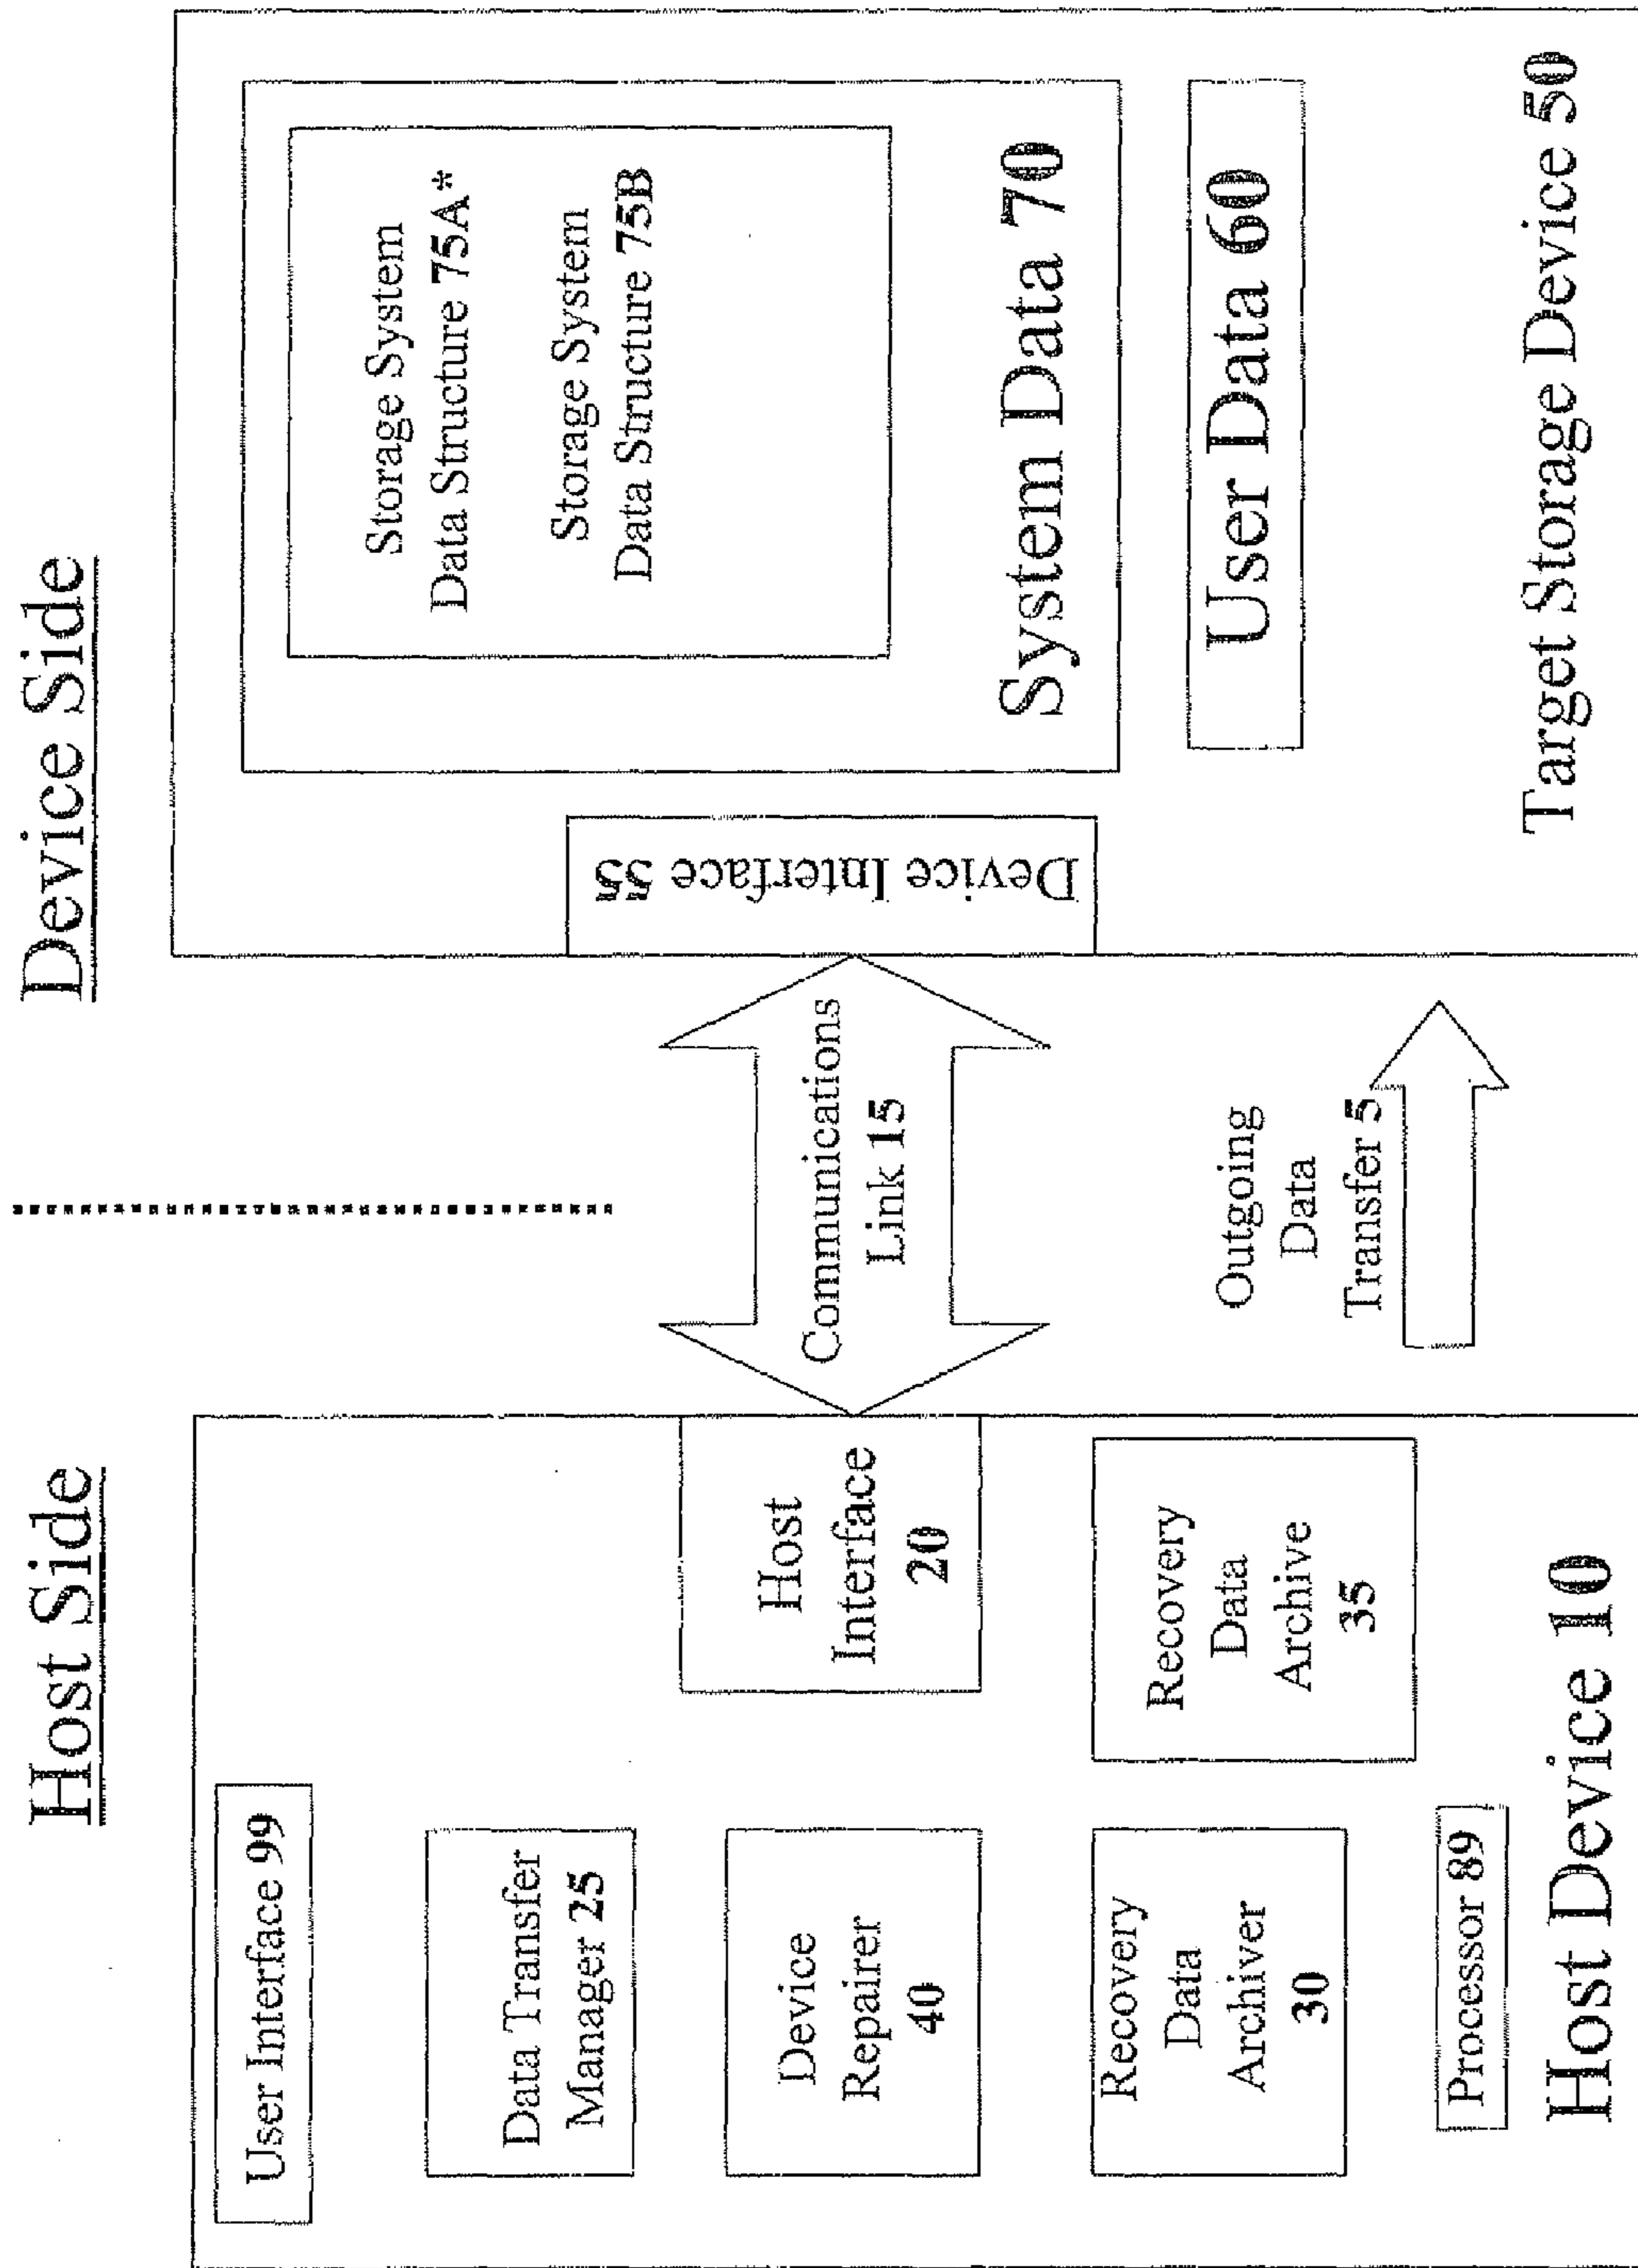 Host Side
User Interface 99
Data Transfer
Manager 25
Device
Repairer
40
Recovery
Data
Archiver
30
Processor 89
Host
Interface
20
Recovery
Data
Archive
35
Host Device 10
Communications
Link 15
Outgoing
Data
Transfer 5
Device Side
Device Interface 55
Storage System
Data Structure 75A*
Storage System
Data Structure 75B
System Data 70
User Data 60
Target Storage Device 50